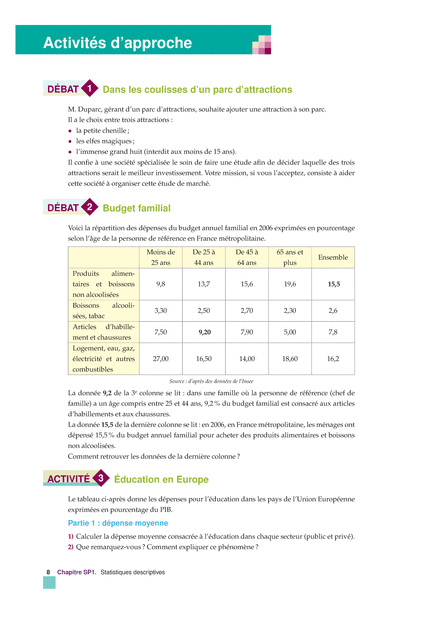 Activités d'approche
DÉBAT 1 Dans les coulisses d'un parc d'attractions
M. Duparc, gérant d'un parc d'attractions, souhaite ajouter une attraction à son parc.
Il a le choix entre trois attractions :
• la petite chenille ;
• les elfes magiques ;
• l'immense grand huit (interdit aux moins de 15 ans).
Il confie à une société spécialisée le soin de faire une étude afin de décider laquelle des trois
attractions serait le meilleur investissement. Votre mission, si vous l'acceptez, consiste à aider
cette société à organiser cette étude de marché.
DÉBAT 2 Budget familial
Voici la répartition des dépenses du budget annuel familial en 2006 exprimées en pourcentage
selon l'âge de la personne de référence en France métropolitaine.
Moins de De 25 à De 45 à 65 ans et Ensemble
25 ans 44 ans 64 ans plus
Produits alimen-
taires et boissons 9,8 13,7 15,6 19,6 15,5
non alcoolisées
Boissons alcooli- 3,30 2,50 2,70 2,30 2,6
sées, tabac
Articles d'habille- 7,50 9,20 7,90 5,00 7,8
ment et chaussures
Logement, eau, gaz,
électricité et autres 27,00 16,50 14,00 18,60 16,2
combustibles
Source : d'après des données de l'Insee
La donnée 9,2 de la 3e colonne se lit : dans une famille où la personne de référence (chef de
famille) a un âge compris entre 25 et 44 ans, 9,2 % du budget familial est consacré aux articles
d'habillements et aux chaussures.
La donnée 15,5 de la dernière colonne se lit : en 2006, en France métropolitaine, les ménages ont
dépensé 15,5 % du budget annuel familial pour acheter des produits alimentaires et boissons
non alcoolisées.
Comment retrouver les données de la dernière colonne ?
ACTIVITÉ 3 Éducation en Europe
Le tableau ci-après donne les dépenses pour l'éducation dans les pays de l'Union Européenne
exprimées en pourcentage du PIB.
Partie 1 : dépense moyenne
1) Calculer la dépense moyenne consacrée à l'éducation dans chaque secteur (public et privé).
2) Que remarquez-vous ? Comment expliquer ce phénomène ?
8 Chapitre SP1. Statistiques descriptives